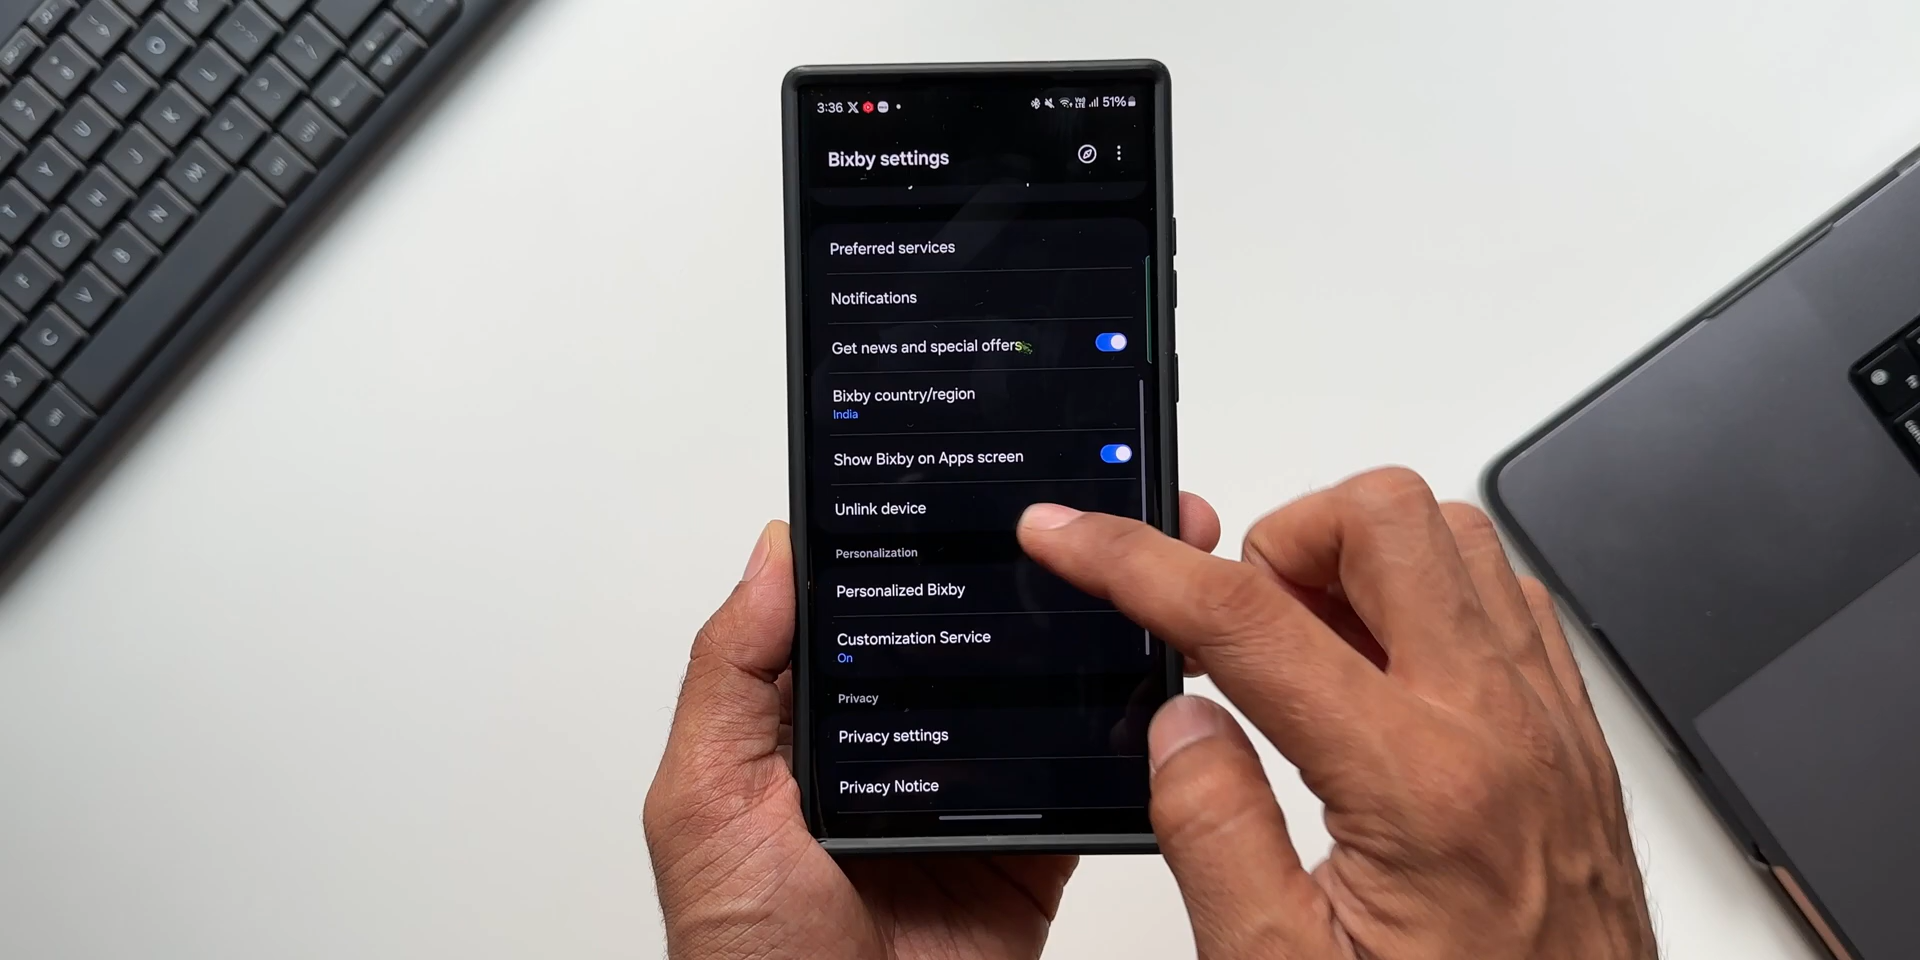 3:36 51%
Bixby settings
Preferred services
Notifications
Get news and special offers
Bixby country/region
India
Show Bixby on Apps screen
Unlink device
Personalization
Personalized Bixby
Customization Service
On
Privacy
Privacy settings
Privacy Notice